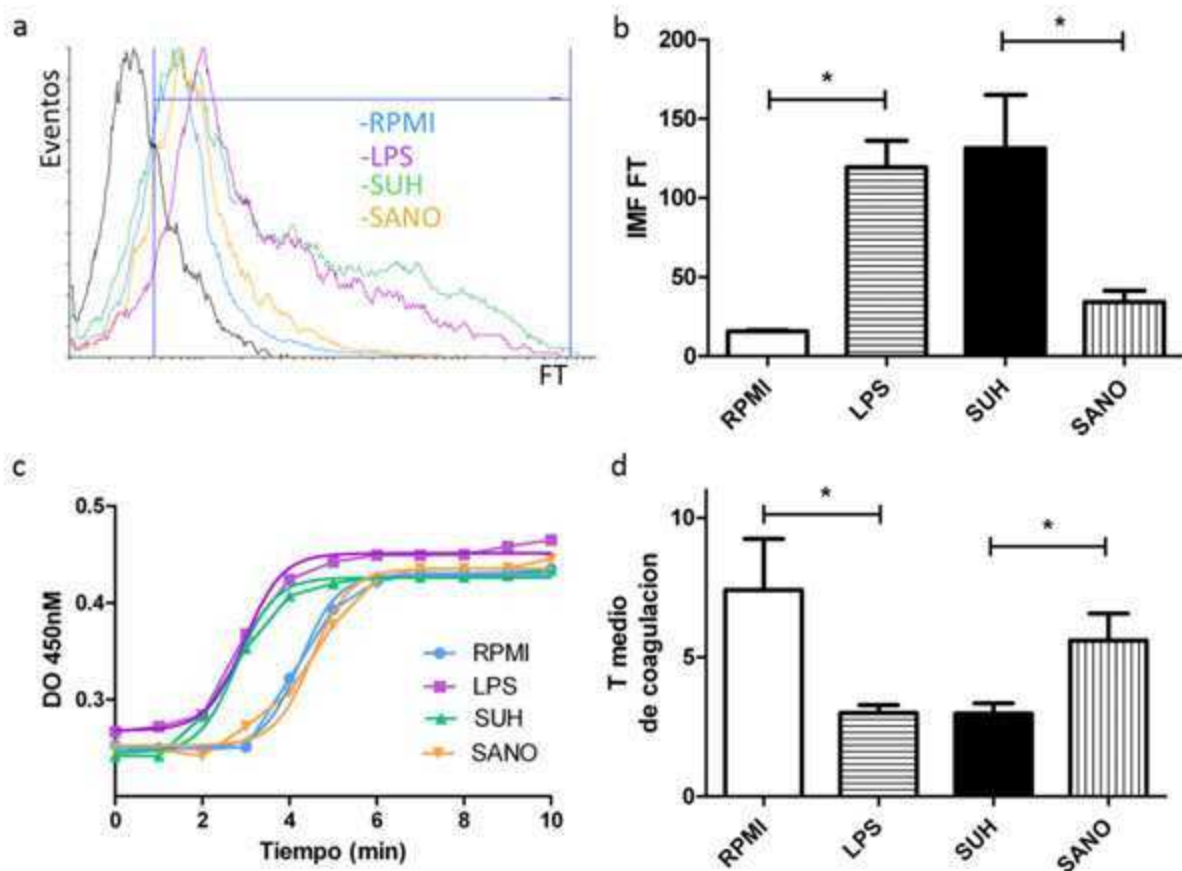 a
Eventos
-RPMI
-LPS
-SUH
-SANO
FT
b
IMF FT
200
150
100
50
0
*
*
RPMI
LPS
SUH
SANO
c
DO 450nM
0.5
0.4
0.3
RPMI
LPS
SUH
SANO
0 2 4 6 8 10
Tiempo (min)
d
T medio
de coagulacion
10
5
0
*
*
RPMI
LPS
SUH
SANO